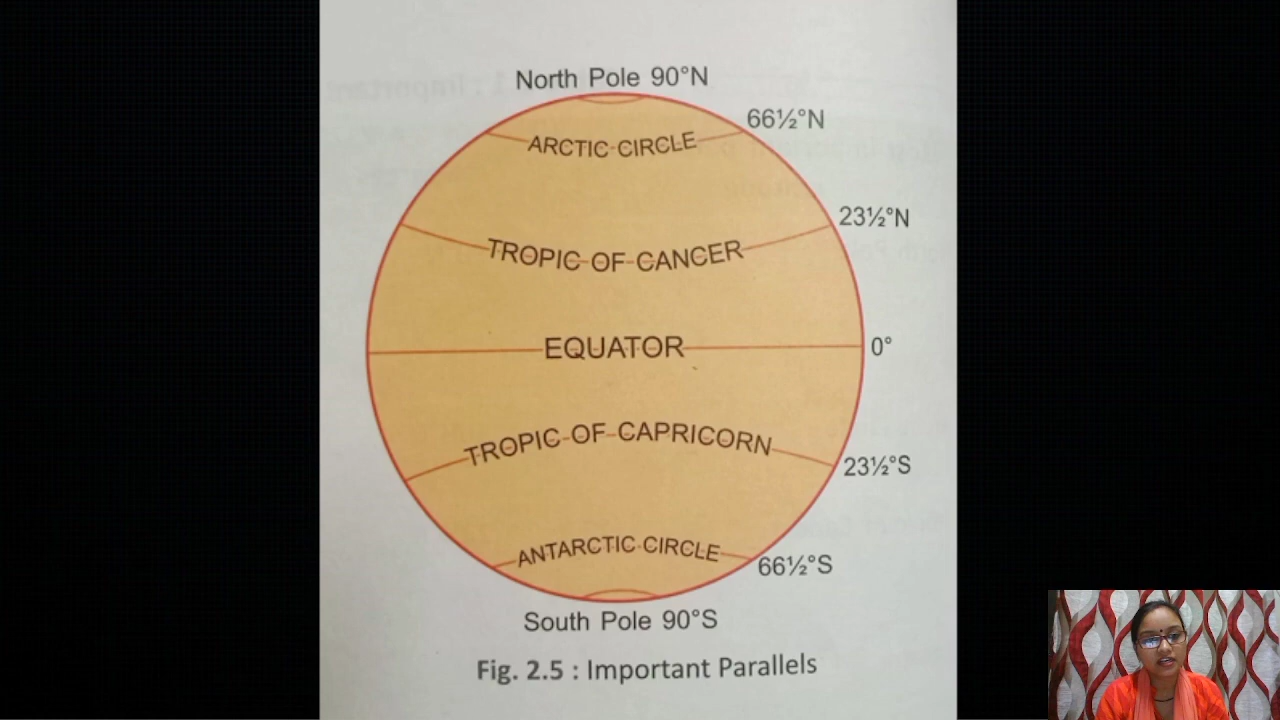 North Pole 90°N
66½°N
ARCTIC CIRCLE
23½°N
TROPIC OF CANCER
EQUATOR
0°
TROPIC OF CAPRICORN
23½°S
ANTARCTIC CIRCLE
66½°S
South Pole 90°S
Fig. 2.5 : Important Parallels